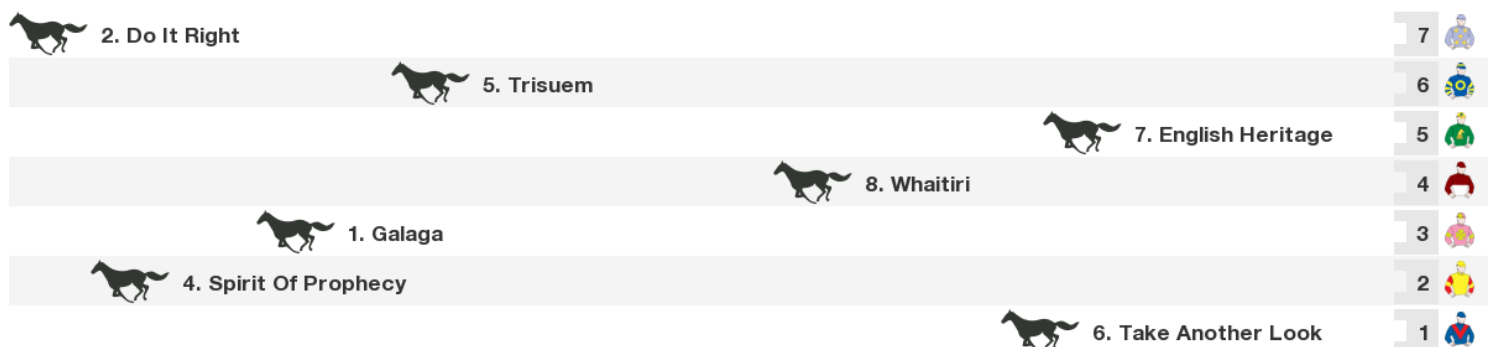 2. Do It Right 7
5. Trisuem 6
7. English Heritage 5
8. Whaitiri 4
1. Galaga 3
4. Spirit Of Prophecy 2
6. Take Another Look 1